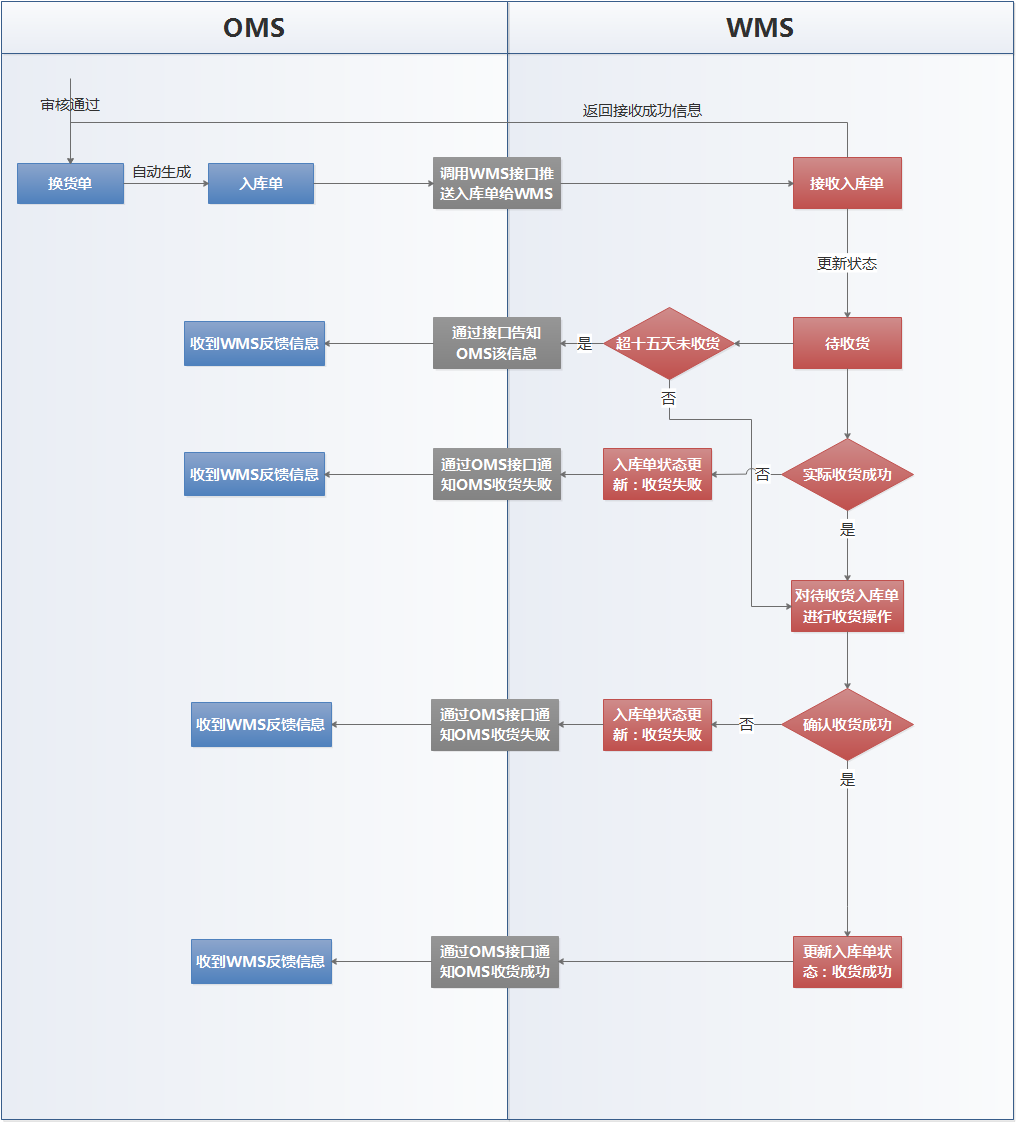 OMS
WMS
审核通过
返回接收成功信息
换货单
自动生成
入库单
调用WMS接口推
送入库单给WMS
接收入库单
更新状态
收到WMS反馈信息
通过接口告知
OMS该信息
是
超十五天未收货
待收货
否
收到WMS反馈信息
通过OMS接口通
知OMS收货失败
入库单状态更
新：收货失败
否
实际收货成功
是
对待收货入库单
进行收货操作
收到WMS反馈信息
通过OMS接口通
知OMS收货失败
入库单状态更
新：收货失败
否
确认收货成功
是
收到WMS反馈信息
通过OMS接口通
知OMS收货成功
更新入库单状
态：收货成功